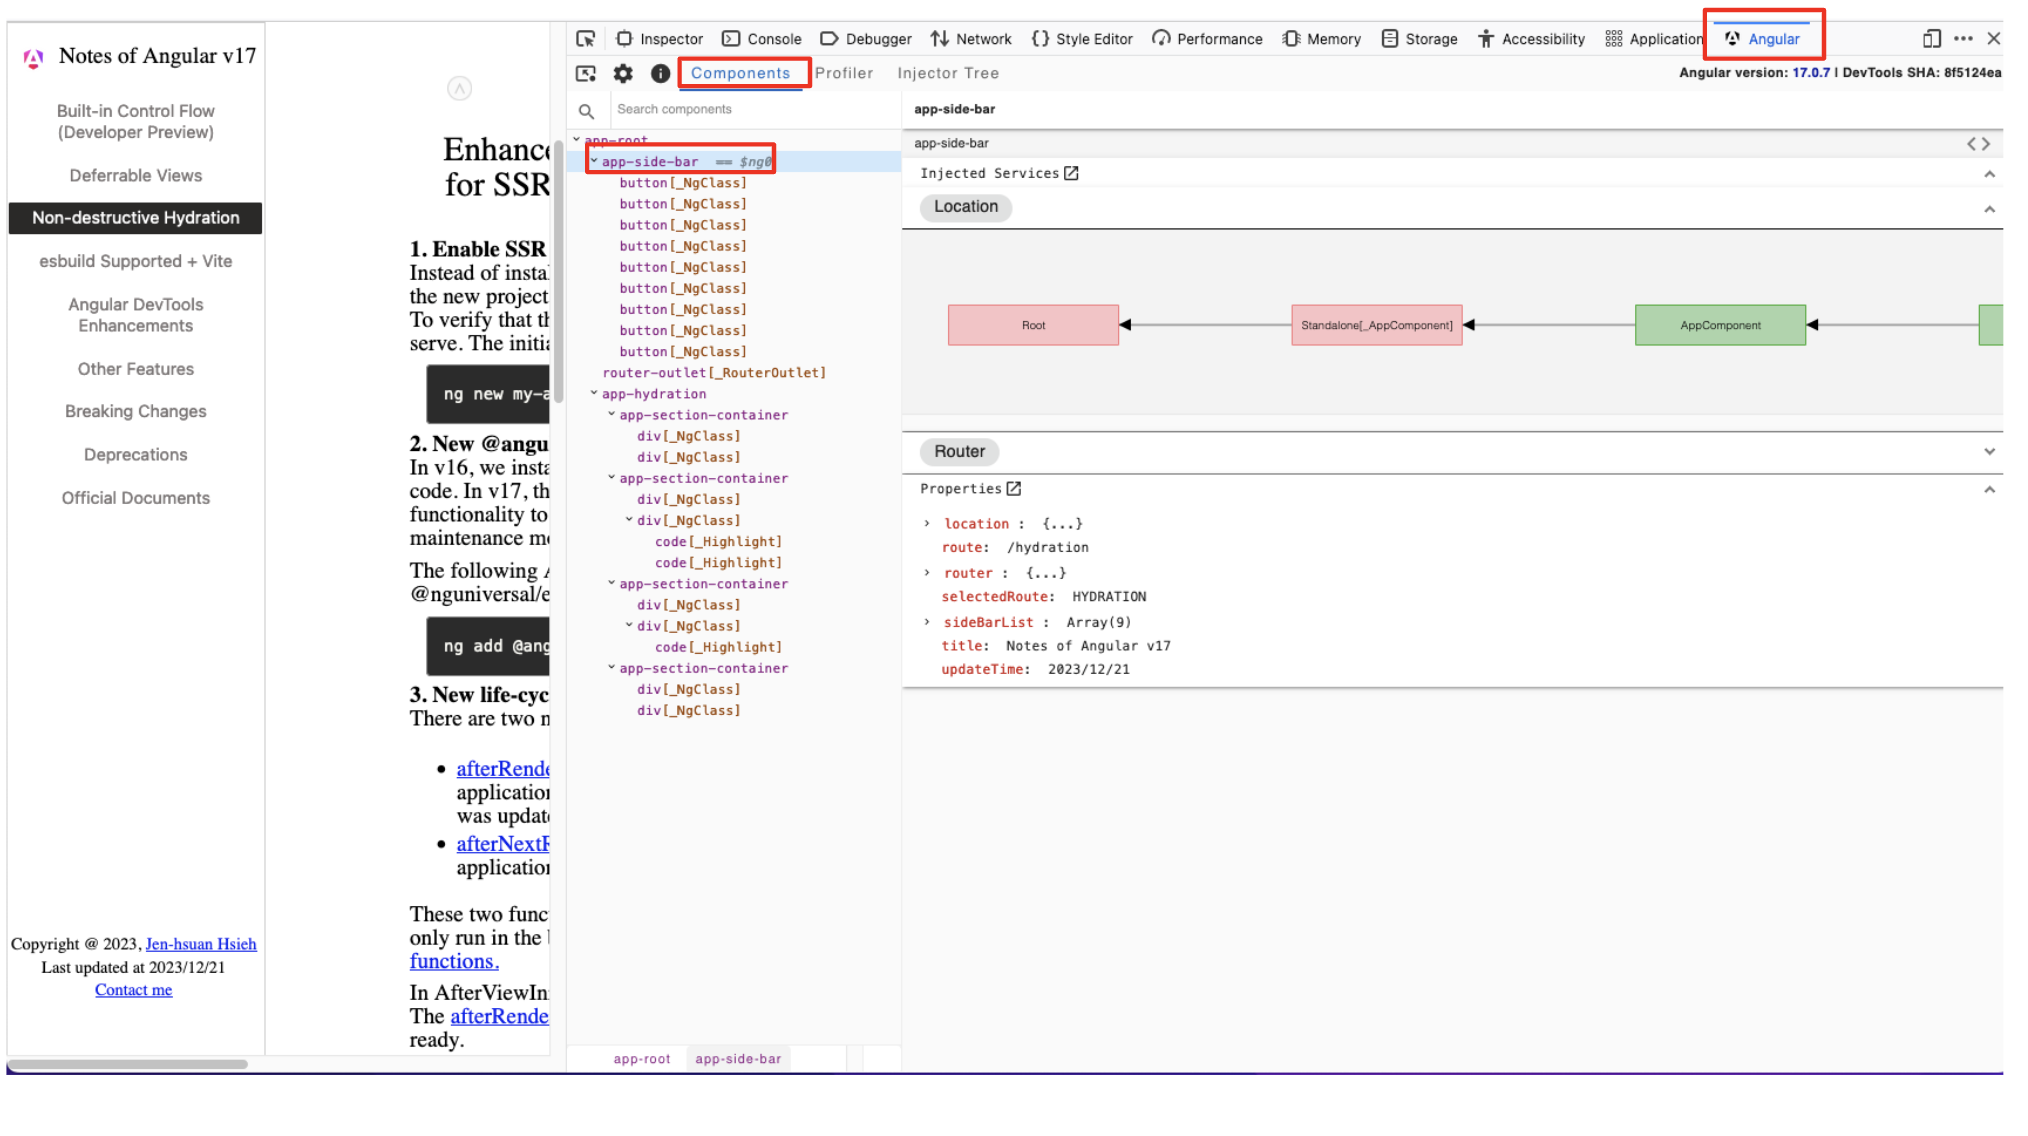 Notes of Angular v17
Built-in Control Flow
(Developer Preview)
Deferrable Views
Non-destructive Hydration
esbuild Supported + Vite
Angular DevTools
Enhancements
Other Features
Breaking Changes
Deprecations
Official Documents
Copyright @ 2023, Jen-hsuan Hsieh
Last updated at 2023/12/21
Contact me
Enhance
for SSR
1. Enable SSR
Instead of instal
the new project
To verify that th
serve. The initia
ng new my-a
2. New @angu
In v16, we insta
code. In v17, th
functionality to
maintenance mo
The following A
@nguniversal/e
ng add @ang
3. New life-cyc
There are two n
afterRende
application
was update
afterNextR
application
These two func
only run in the
functions.
In AfterViewIni
The afterRende
ready.
Inspector Console Debugger Network {} Style Editor Performance Memory Storage Accessibility Application Angular
Components Profiler Injector Tree Angular version: 17.0.7 | DevTools SHA: 8f5124ea
Search components
app-root
app-side-bar == $ng0
button[_NgClass]
button[_NgClass]
button[_NgClass]
button[_NgClass]
button[_NgClass]
button[_NgClass]
button[_NgClass]
button[_NgClass]
button[_NgClass]
router-outlet[_RouterOutlet]
app-hydration
app-section-container
div[_NgClass]
div[_NgClass]
app-section-container
div[_NgClass]
div[_NgClass]
code[_Highlight]
code[_Highlight]
app-section-container
div[_NgClass]
div[_NgClass]
code[_Highlight]
app-section-container
div[_NgClass]
div[_NgClass]
app-root app-side-bar
app-side-bar
app-side-bar
Injected Services
Location
Root Standalone[_AppComponent] AppComponent
Router
Properties
location : {...}
route: /hydration
router : {...}
selectedRoute: HYDRATION
sideBarList : Array(9)
title: Notes of Angular v17
updateTime: 2023/12/21